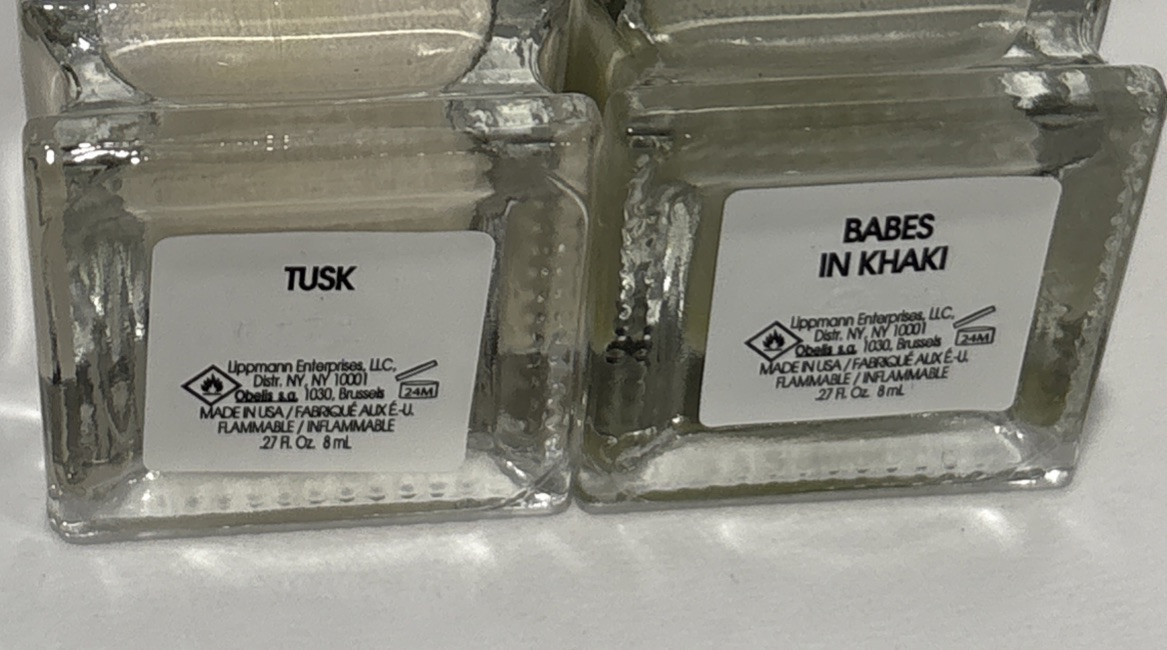 TUSK
Lippmann Enterprises, LLC,
Distr. NY, NY 10001
Obelis s.a. 1030, Brussels
24M
MADE IN USA / FABRIQUÉ AUX É.-U.
FLAMMABLE / INFLAMMABLE
.27 Fl. Oz. 8 mL
BABES
IN KHAKI
Lippmann Enterprises, LLC,
Distr. NY, NY 10001
Obelis s.a. 1030, Brussels
24M
MADE IN USA / FABRIQUÉ AUX É.-U.
FLAMMABLE / INFLAMMABLE
.27 Fl. Oz. 8 mL